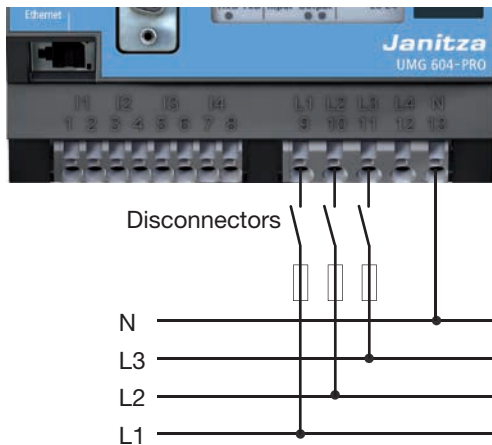 Ethernet
Janitza
UMG 604-PRO
I1 I2 I3 I4 L1 L2 L3 L4 N
1 2 3 4 5 6 7 8 9 10 11 12 13
Disconnectors
N
L3
L2
L1